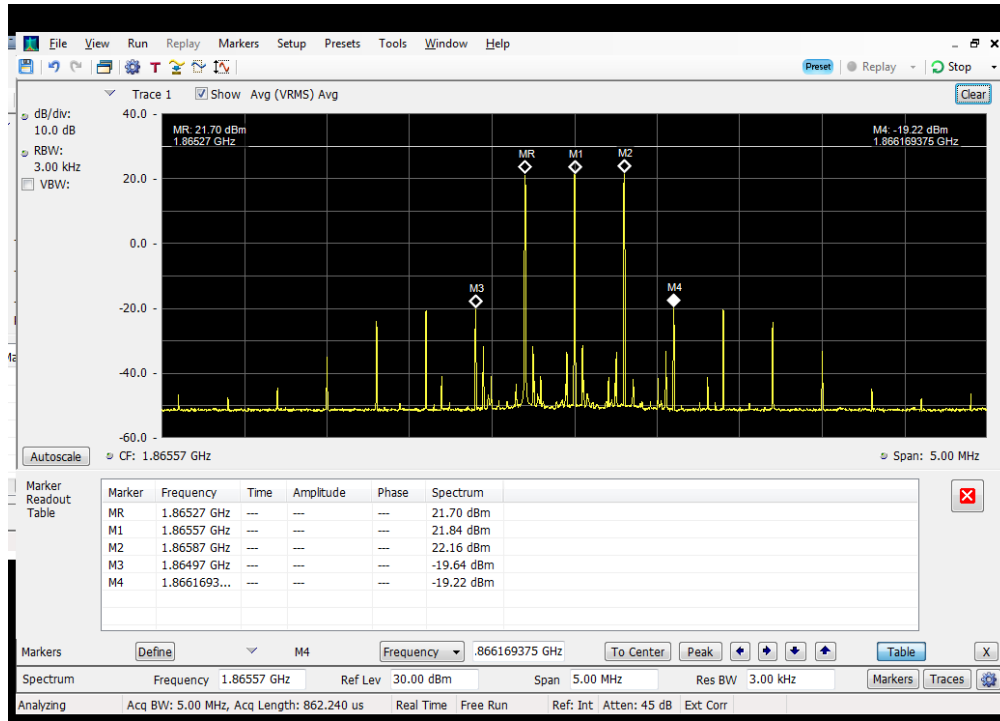 File View Run Replay Markers Setup Presets Tools Window Help
T Preset Replay Stop
Trace 1 Show Avg (VRMS) Avg Clear
dB/div:
10.0 dB
RBW:
3.00 kHz
VBW:
40.0
20.0
0.0
-20.0
-40.0
-60.0
MR: 21.70 dBm
1.86527 GHz
M4: -19.22 dBm
1.866169375 GHz
MR M1 M2
M3 M4
Autoscale CF: 1.86557 GHz Span: 5.00 MHz
Marker
Readout
Table
Marker Frequency Time Amplitude Phase Spectrum
MR 1.86527 GHz --- --- --- 21.70 dBm
M1 1.86557 GHz --- --- --- 21.84 dBm
M2 1.86587 GHz --- --- --- 22.16 dBm
M3 1.86497 GHz --- --- --- -19.64 dBm
M4 1.8661693... --- --- --- -19.22 dBm
Markers Define M4 Frequency .866169375 GHz To Center Peak Table X
Spectrum Frequency 1.86557 GHz Ref Lev 30.00 dBm Span 5.00 MHz Res BW 3.00 kHz Markers Traces
Analyzing Acq BW: 5.00 MHz, Acq Length: 862.240 us Real Time Free Run Ref: Int Atten: 45 dB Ext Corr